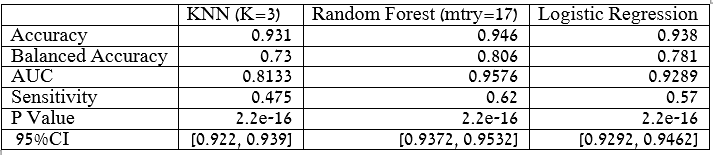 KNN (K=3) Random Forest (mtry=17) Logistic Regression
Accuracy 0.931 0.946 0.938
Balanced Accuracy 0.73 0.806 0.781
AUC 0.8133 0.9576 0.9289
Sensitivity 0.475 0.62 0.57
P Value 2.2e-16 2.2e-16 2.2e-16
95%CI [0.922, 0.939] [0.9372, 0.9532] [0.9292, 0.9462]